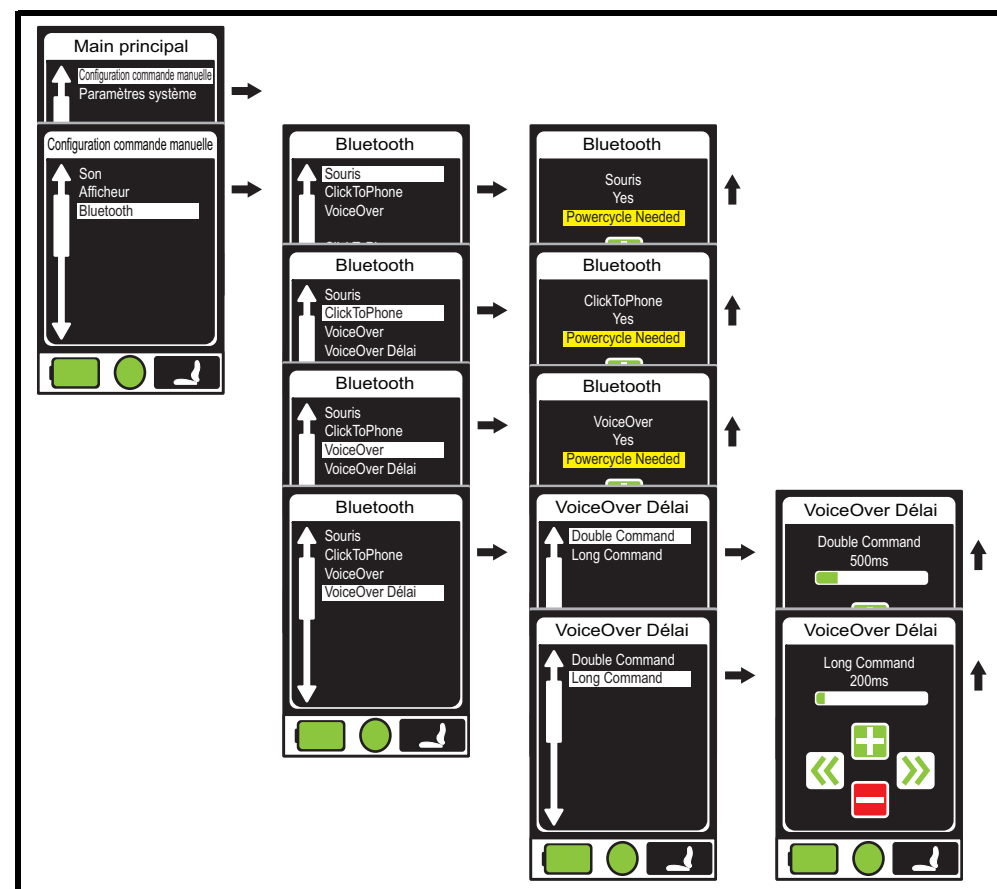 Main principal
Configuration commande manuelle
Paramètres système
Configuration commande manuelle
Son
Afficheur
Bluetooth
Bluetooth
Souris
ClickToPhone
VoiceOver
Bluetooth
Souris
Yes
Powercycle Needed
Bluetooth
Souris
ClickToPhone
VoiceOver
VoiceOver Délai
Bluetooth
ClickToPhone
Yes
Powercycle Needed
Bluetooth
Souris
ClickToPhone
VoiceOver
VoiceOver Délai
Bluetooth
VoiceOver
Yes
Powercycle Needed
Bluetooth
Souris
ClickToPhone
VoiceOver
VoiceOver Délai
VoiceOver Délai
Double Command
Long Command
VoiceOver Délai
Double Command
500ms
VoiceOver Délai
Double Command
Long Command
VoiceOver Délai
Long Command
200ms